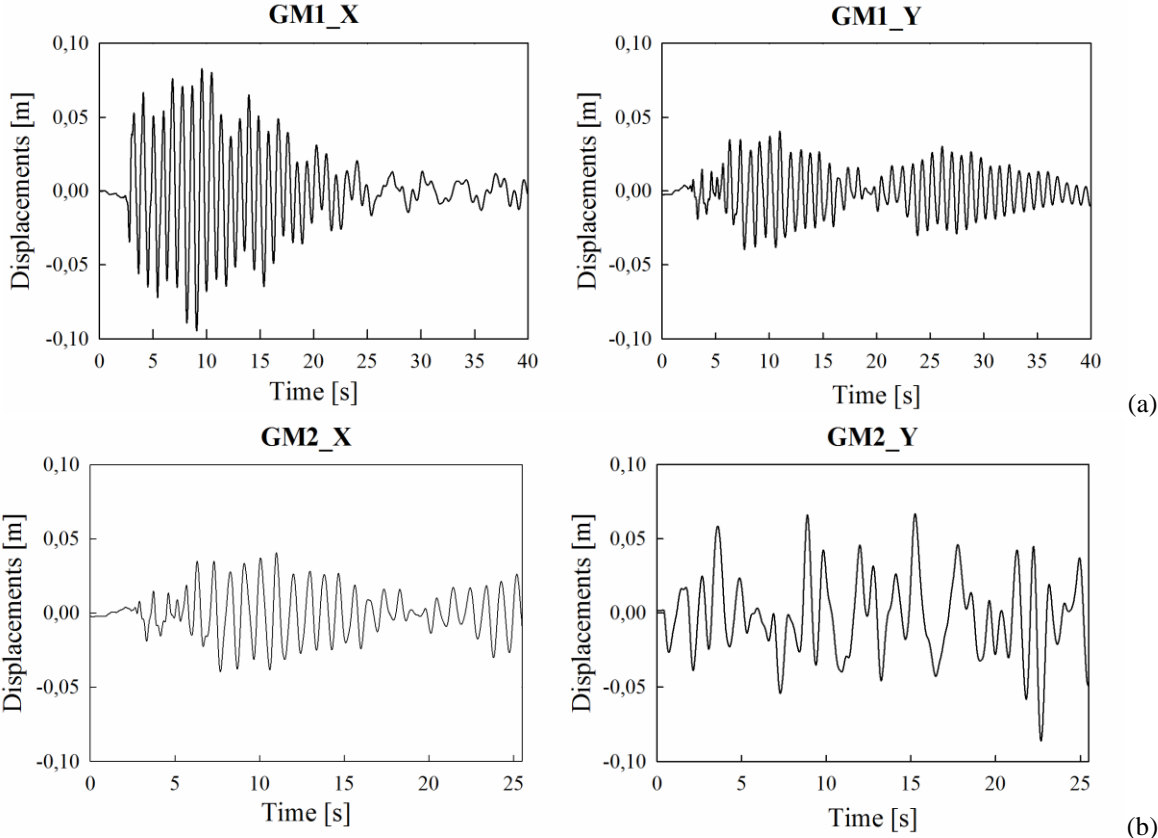 GM1_X
0,10
0,05
0,00
-0,05
-0,10
Displacements [m]
0 5 10 15 20 25 30 35 40
Time [s]
GM1_Y
0,10
0,05
0,00
-0,05
-0,10
Displacements [m]
0 5 10 15 20 25 30 35 40
Time [s]
(a)
GM2_X
0,10
0,05
0,00
-0,05
-0,10
Displacements [m]
0 5 10 15 20 25
Time [s]
GM2_Y
0,10
0,05
0,00
-0,05
-0,10
Displacements [m]
0 5 10 15 20 25
Time [s]
(b)